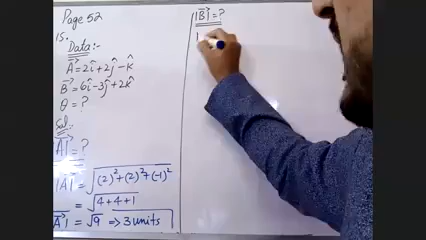 Page 52
15.
Data:-
A⃗ = 2î + 2ĵ - k̂
B⃗ = 6î - 3ĵ + 2k̂
θ = ?
Sol:
|A⃗| = ?
|A⃗| = √(2)² + (2)² + (-1)²
= √4 + 4 + 1
|A⃗| = √9 => 3 units
|B⃗| = ?
|